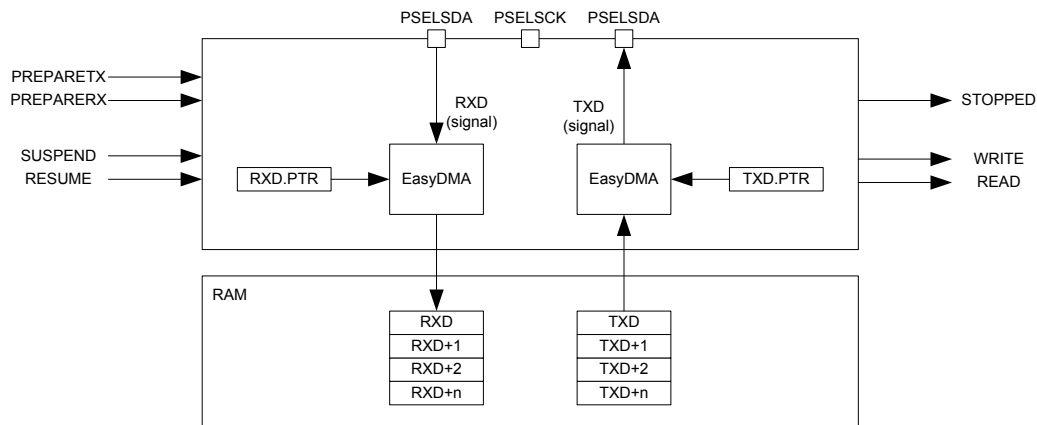 PSELSDA PSELSCK PSELSDA
PREPARETX
PREPARERX
STOPPED
RXD
(signal)
TXD
(signal)
SUSPEND
RESUME
WRITE
READ
RXD.PTR
EasyDMA
EasyDMA
TXD.PTR
RAM
RXD
RXD+1
RXD+2
RXD+n
TXD
TXD+1
TXD+2
TXD+n